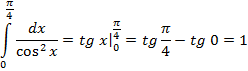 ∫₀^(π/4) dx/cos² x = tg x|₀^(π/4) = tg π/4 − tg 0 = 1